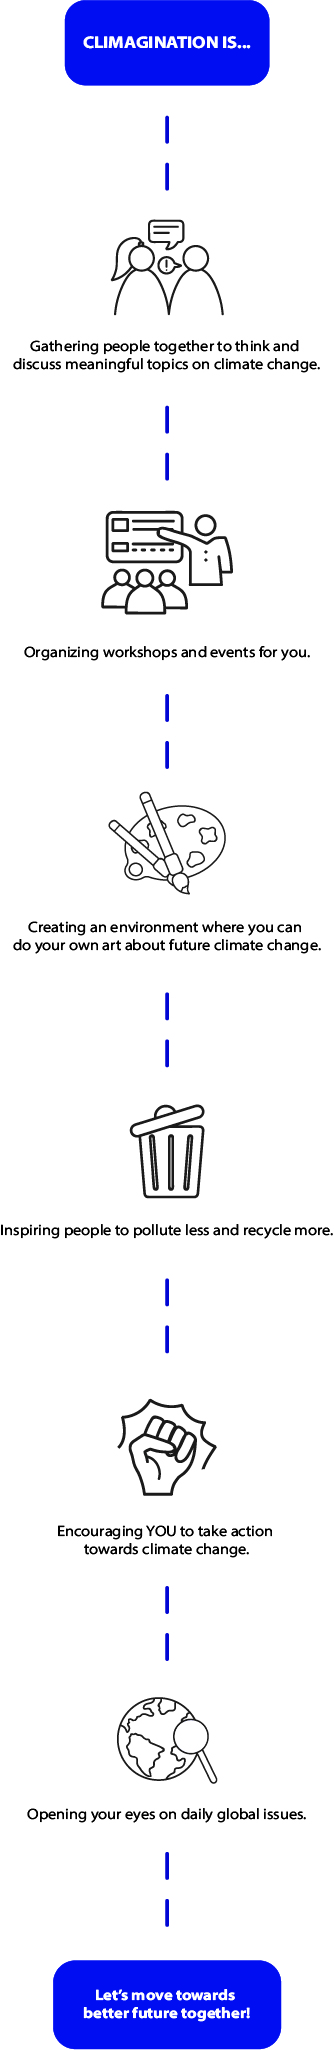 CLIMAGINATION IS...
Gathering people together to think and
discuss meaningful topics on climate change.
Organizing workshops and events for you.
Creating an environment where you can
do your own art about future climate change.
Inspiring people to pollute less and recycle more.
Encouraging YOU to take action
towards climate change.
Opening your eyes on daily global issues.
Let's move towards
better future together!